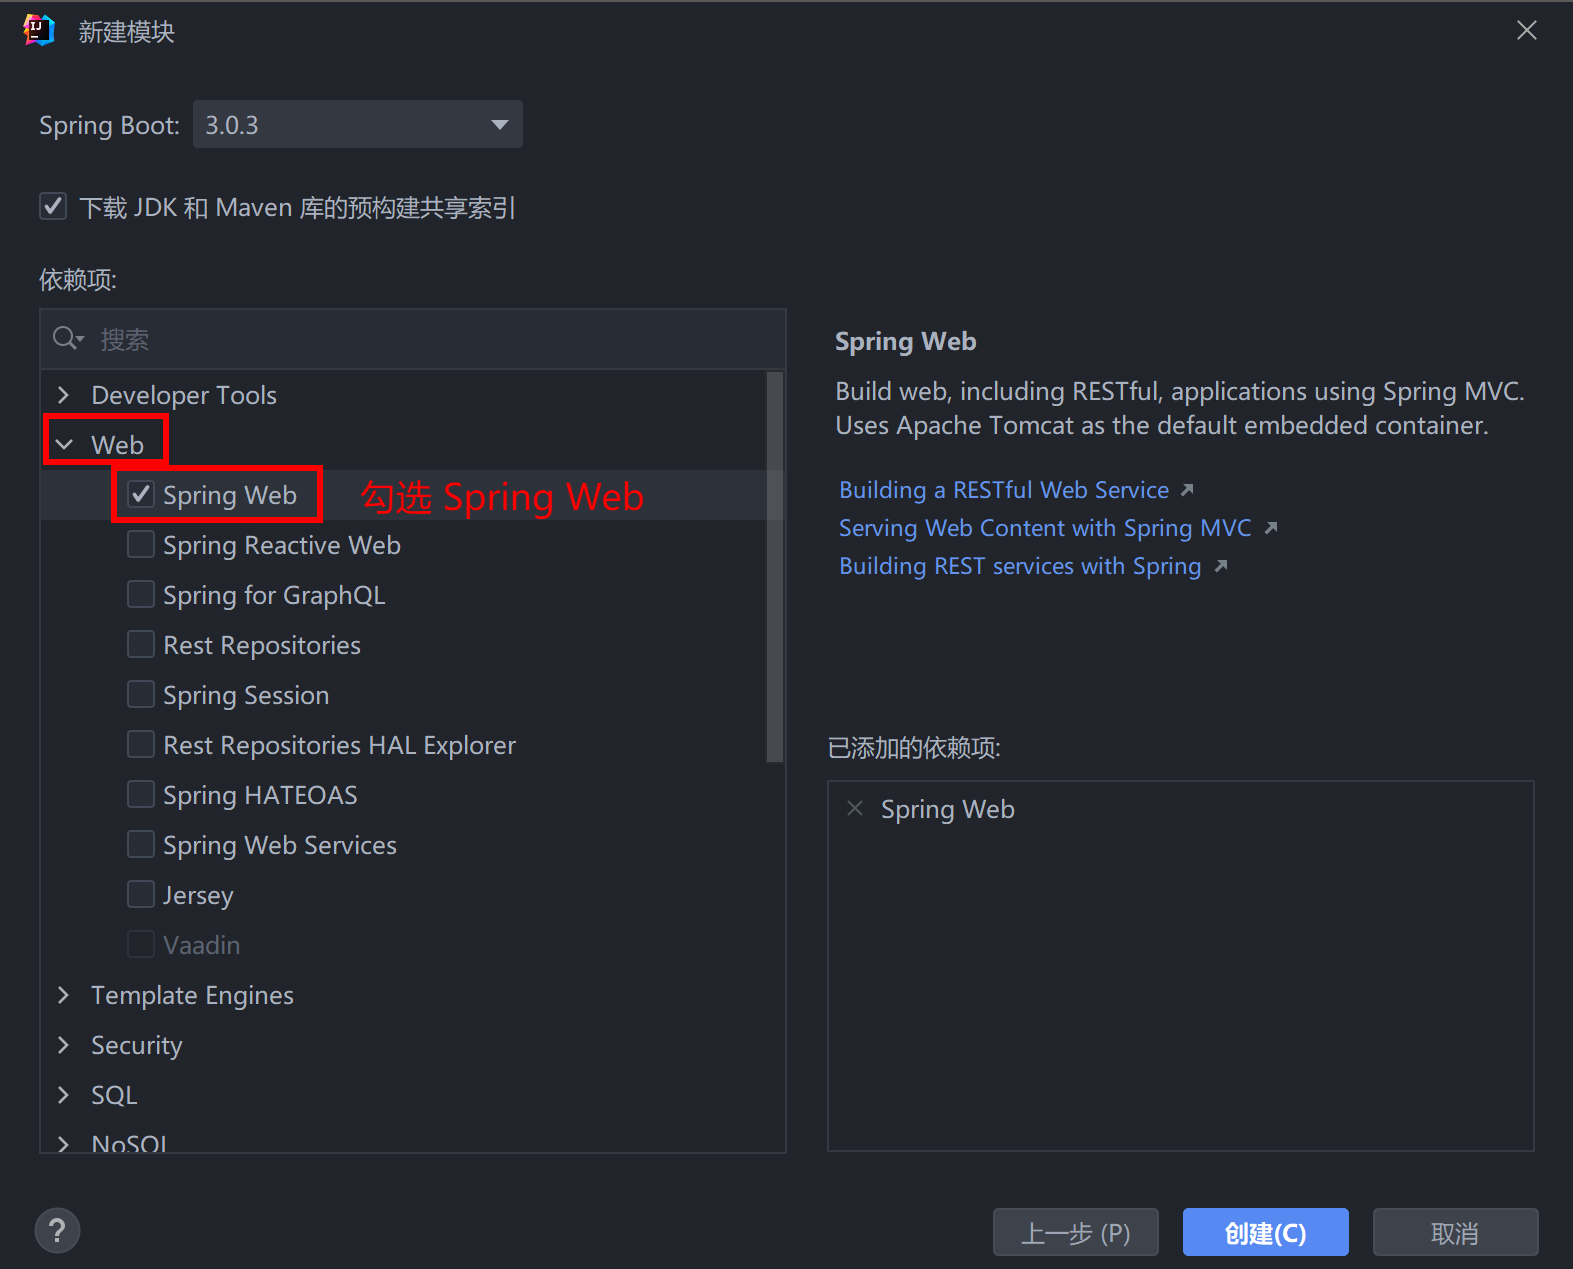 新建模块
Spring Boot: 3.0.3
下载 JDK 和 Maven 库的预构建共享索引
依赖项:
搜索
Developer Tools
Web
Spring Web 勾选 Spring Web
Spring Reactive Web
Spring for GraphQL
Rest Repositories
Spring Session
Rest Repositories HAL Explorer
Spring HATEOAS
Spring Web Services
Jersey
Vaadin
Template Engines
Security
SQL
NoSQL
Spring Web
Build web, including RESTful, applications using Spring MVC.
Uses Apache Tomcat as the default embedded container.
Building a RESTful Web Service
Serving Web Content with Spring MVC
Building REST services with Spring
已添加的依赖项:
Spring Web
?
上一步 (P) 创建(C) 取消